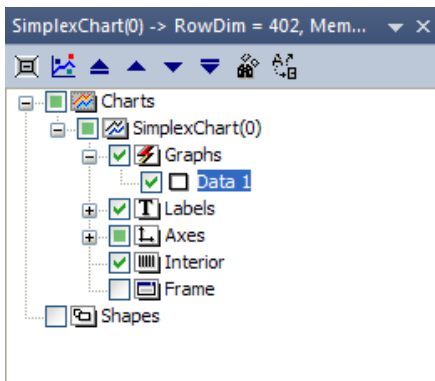 SimplexChart(0) -> RowDim = 402, Mem...
Charts
SimplexChart(0)
Graphs
Data 1
Labels
Axes
Interior
Frame
Shapes